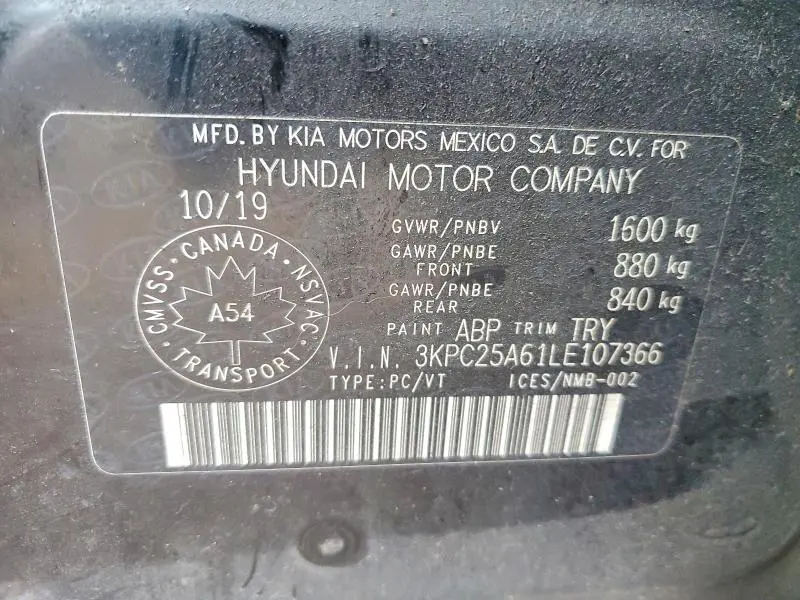 MFD. BY KIA MOTORS MEXICO S.A. DE C.V. FOR
HYUNDAI MOTOR COMPANY
10/19
GVWR/PNBV 1600 kg
GAWR/PNBE FRONT 880 kg
GAWR/PNBE REAR 840 kg
PAINT ABP TRIM TRY
V.I.N. 3KPC25A61LE107366
TYPE:PC/VT ICES/NMB-002
CANADA
CMVSS NSVAC
A54
TRANSPORT